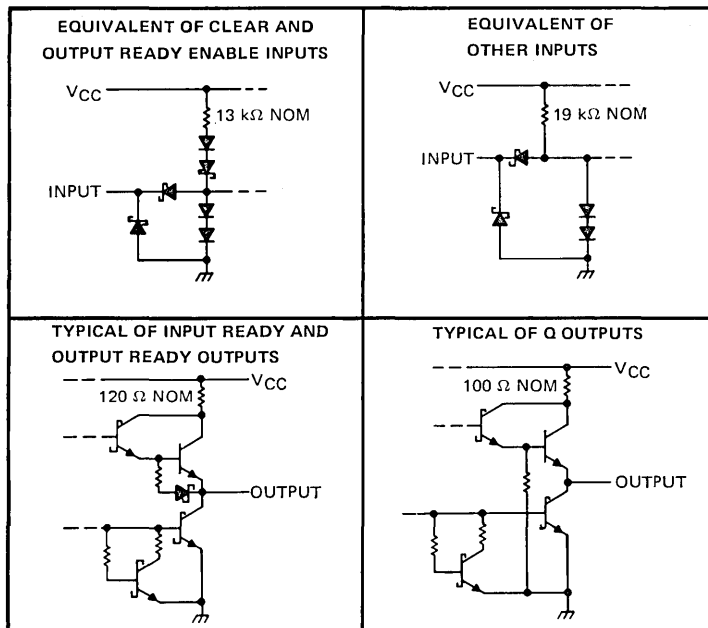 EQUIVALENT OF CLEAR AND
OUTPUT READY ENABLE INPUTS
VCC
13 kΩ NOM
INPUT
EQUIVALENT OF
OTHER INPUTS
VCC
19 kΩ NOM
INPUT
TYPICAL OF INPUT READY AND
OUTPUT READY OUTPUTS
VCC
120 Ω NOM
OUTPUT
TYPICAL OF Q OUTPUTS
VCC
100 Ω NOM
OUTPUT